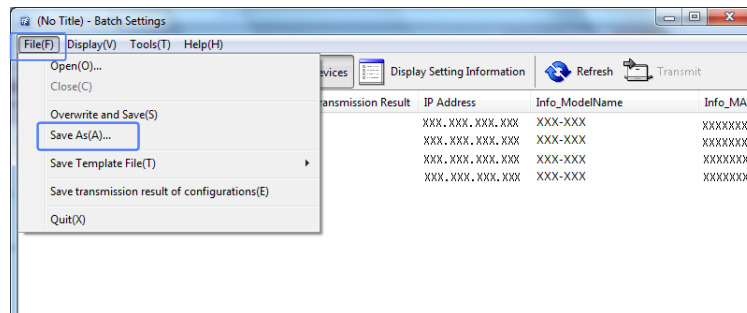 (No Title) - Batch Settings
File(F) Display(V) Tools(T) Help(H)
Open(O)...
Close(C)
Overwrite and Save(S)
Save As(A)...
Save Template File(T)
Save transmission result of configurations(E)
Quit(X)
Display Setting Information Refresh Transmit
Result IP Address Info_ModelName Info_MA
XXX.XXX.XXX.XXX XXX-XXX XXXXXXX
XXX.XXX.XXX.XXX XXX-XXX XXXXXXX
XXX.XXX.XXX.XXX XXX-XXX XXXXXXX
XXX.XXX.XXX.XXX XXX-XXX XXXXXXX